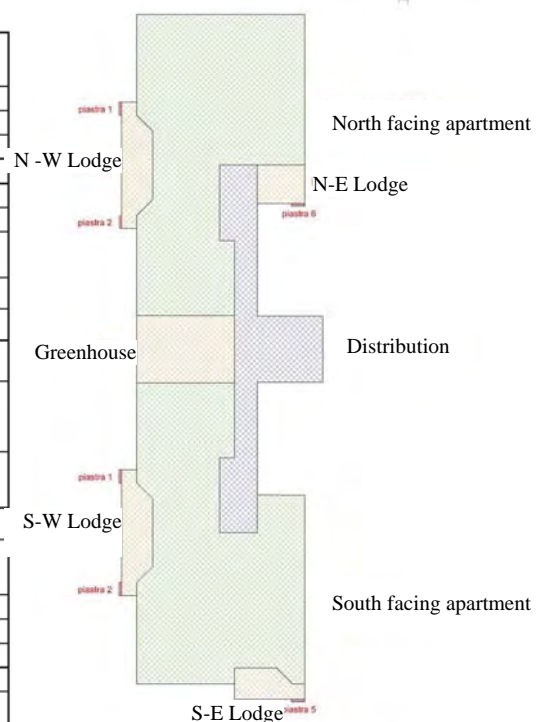 piastra 1
North facing apartment
N -W Lodge
N-E Lodge
piastra 6
piastra 2
Greenhouse
Distribution
piastra 1
S-W Lodge
piastra 2
South facing apartment
S-E Lodge
piastra 5